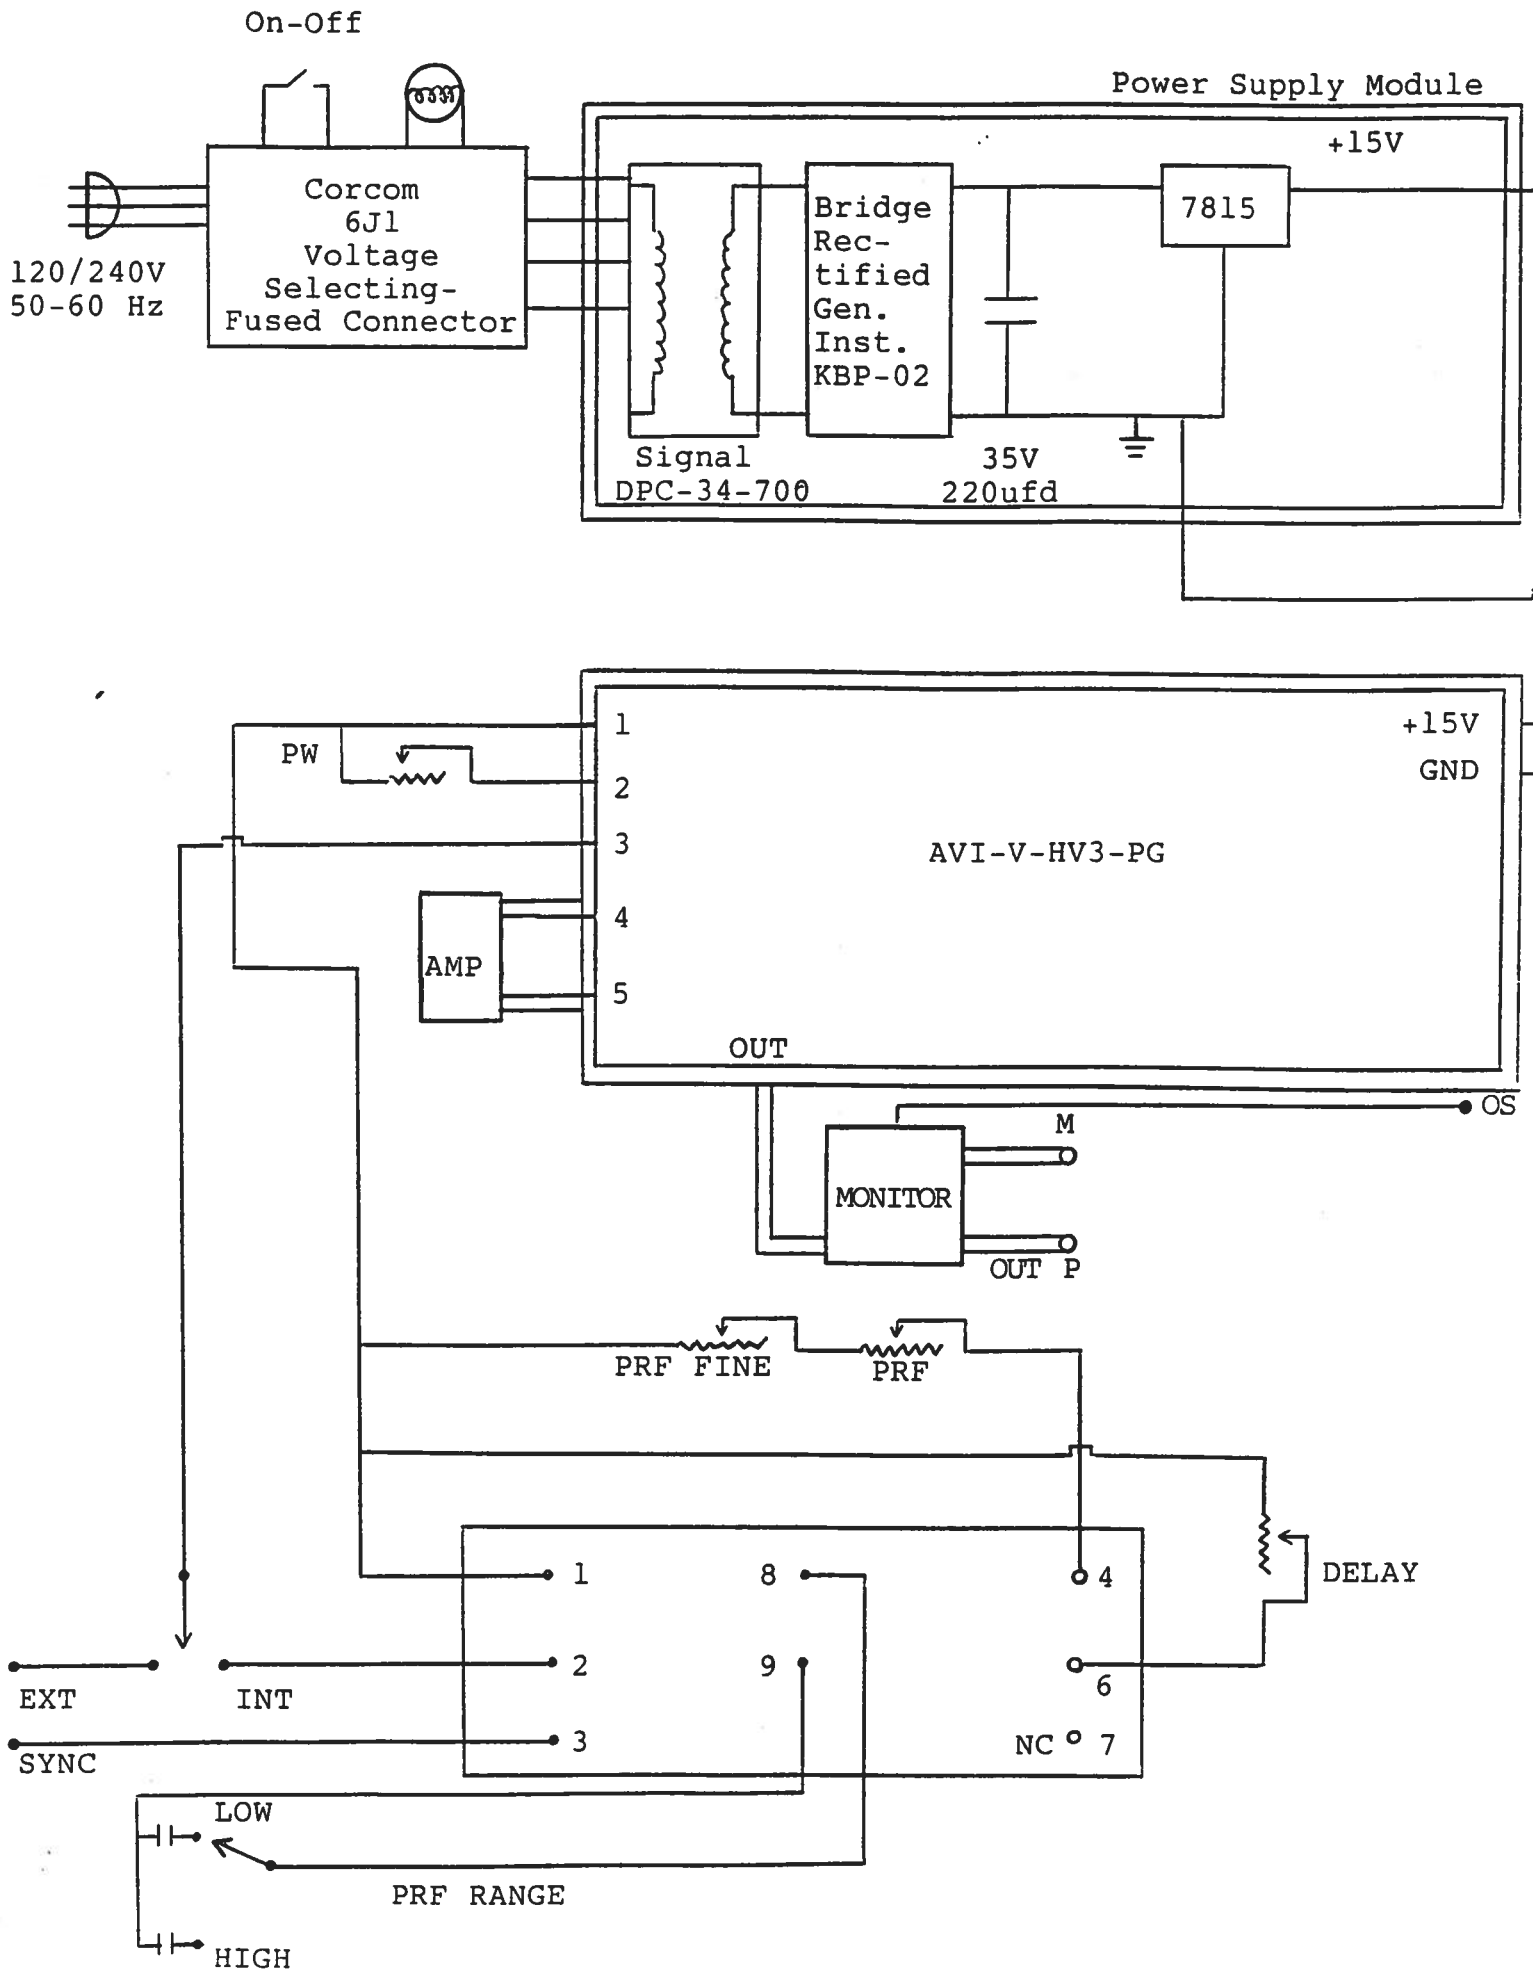 On-Off
Power Supply Module
+15V
Corcom
6J1
Voltage
Selecting-
Fused Connector
120/240V
50-60 Hz
Bridge
Rec-
tified
Gen.
Inst.
KBP-02
7815
Signal
DPC-34-700
35V
220ufd
1
+15V
PW
GND
2
3
AVI-V-HV3-PG
4
AMP
5
OUT
OS
M
MONITOR
OUT P
PRF FINE
PRF
1
8
4
DELAY
2
9
6
EXT
INT
3
NC
7
SYNC
LOW
PRF RANGE
HIGH